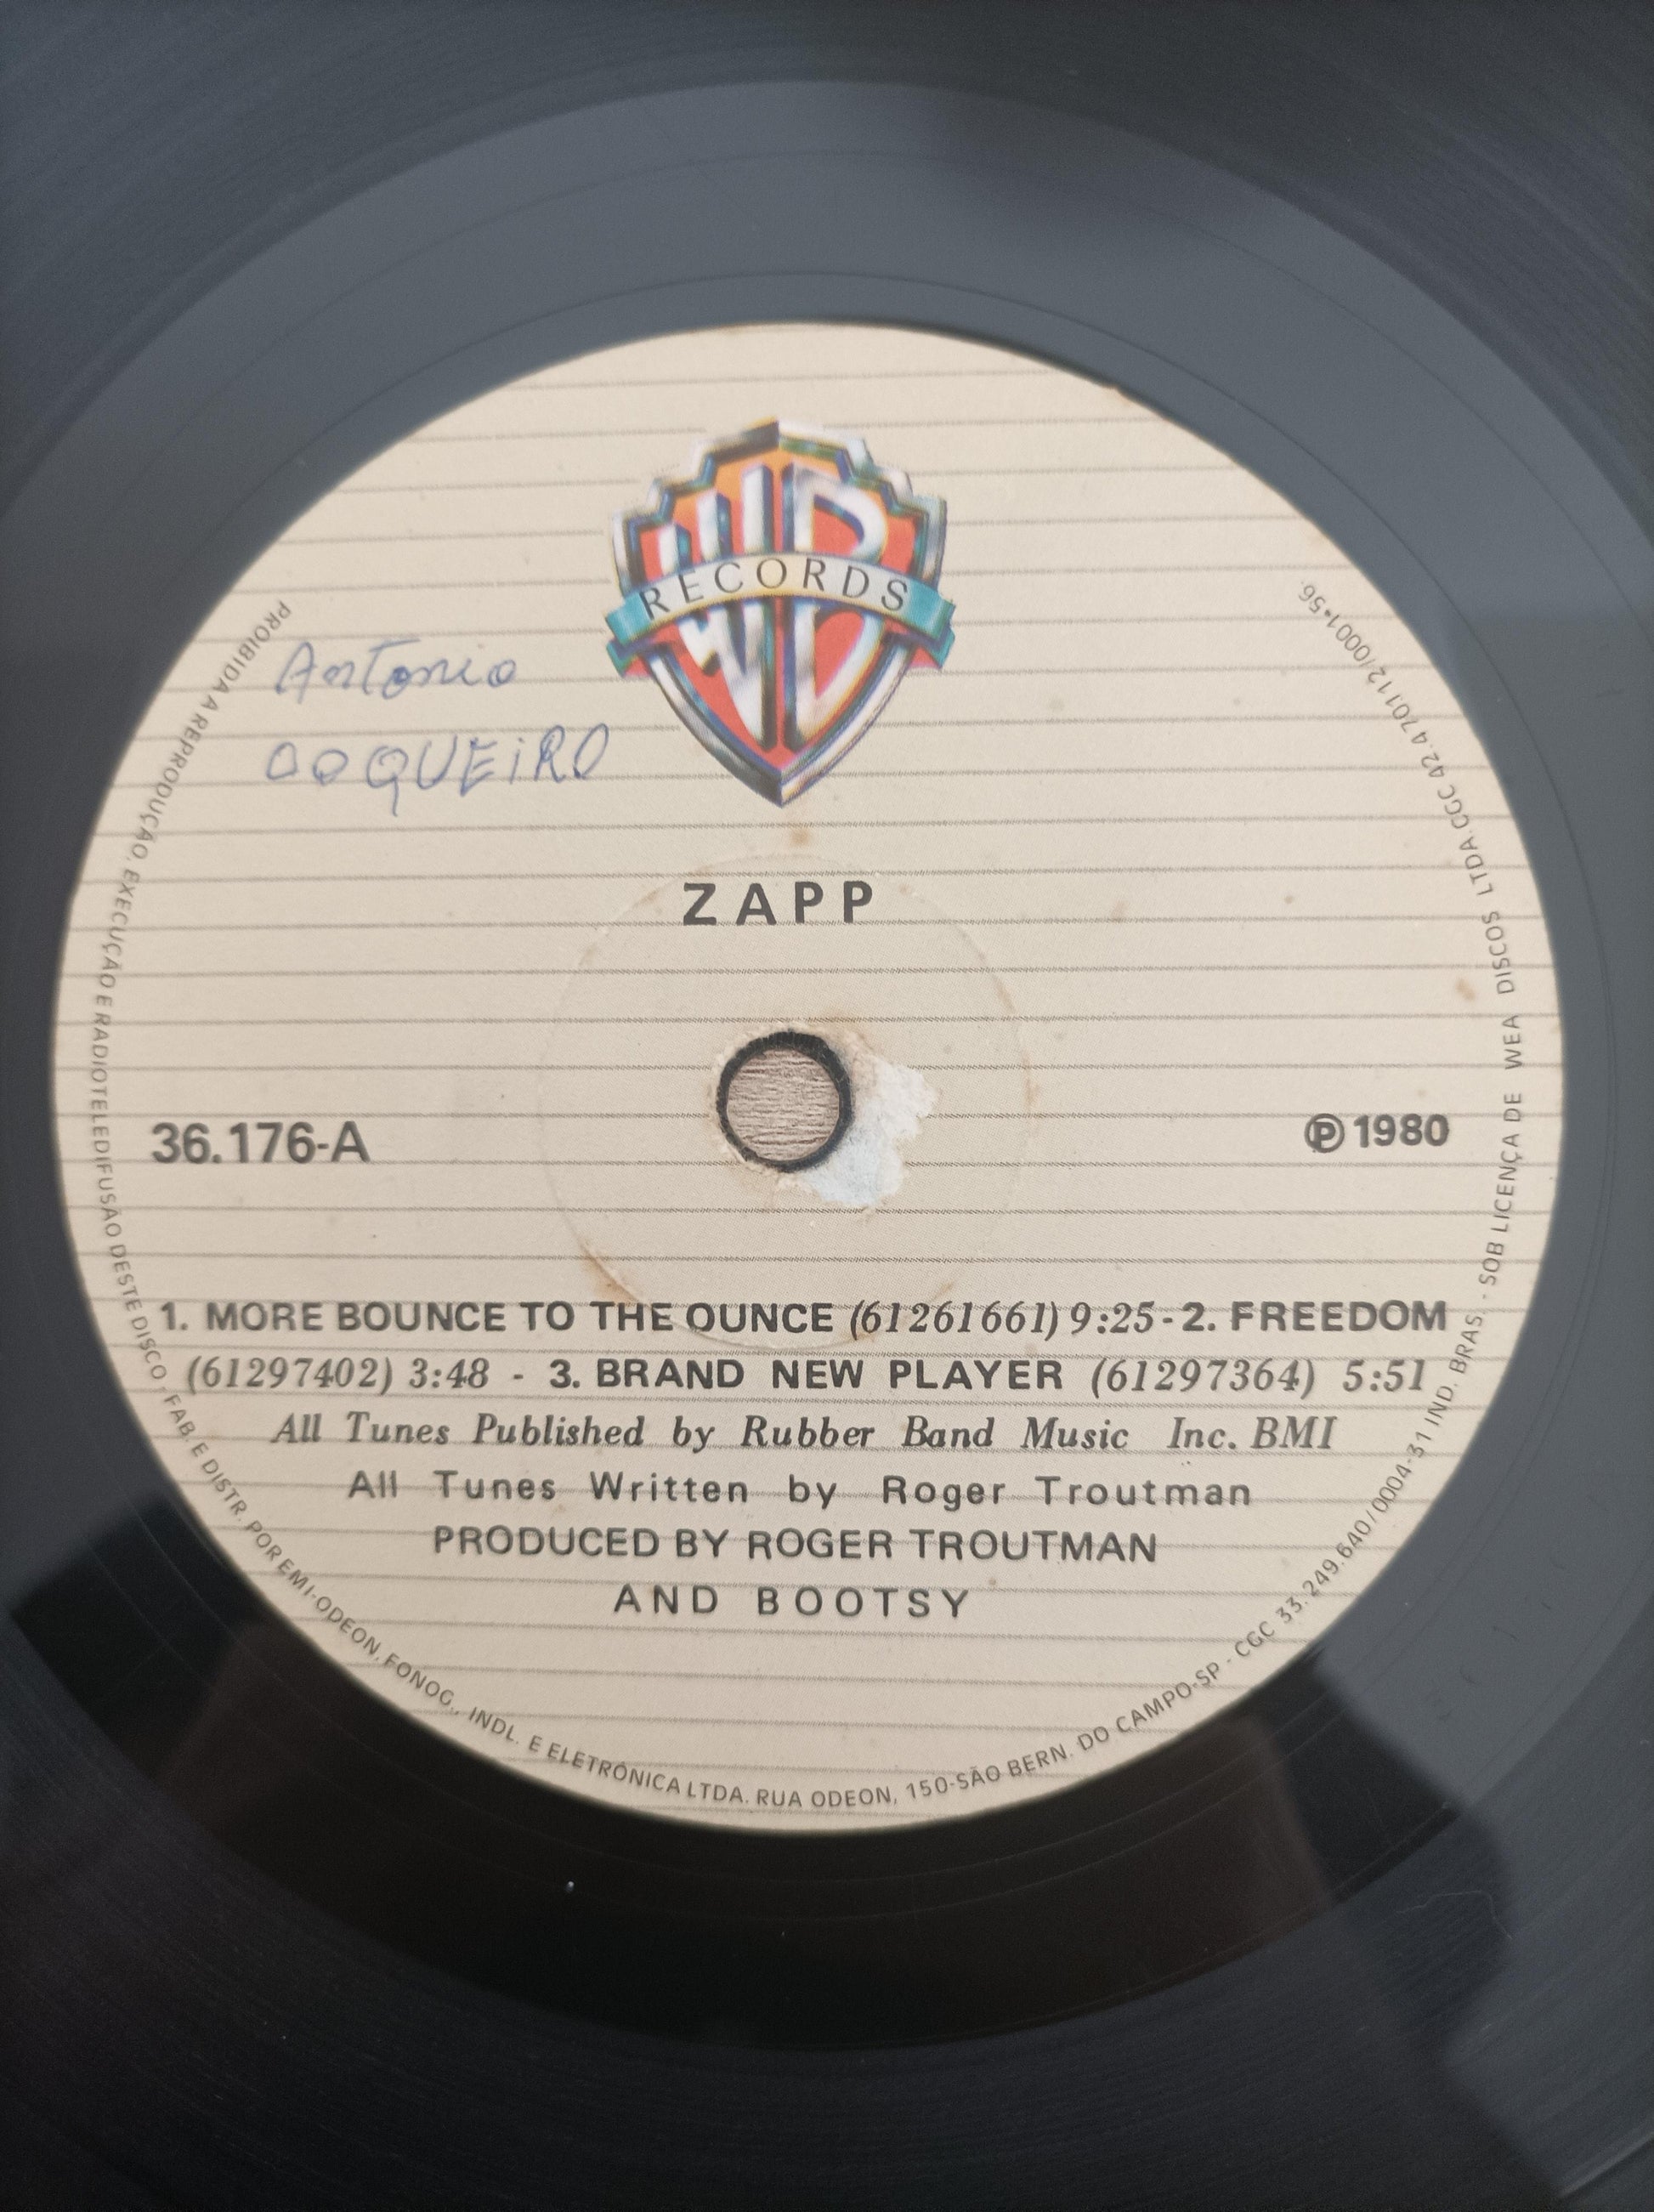 WB
RECORDS
Antonio
COQUEIRO
ZAPP
36.176-A
℗ 1980
1. MORE BOUNCE TO THE OUNCE (61261661) 9:25 - 2. FREEDOM
(61297402) 3:48 - 3. BRAND NEW PLAYER (61297364) 5:51
All Tunes Published by Rubber Band Music Inc. BMI
All Tunes Written by Roger Troutman
PRODUCED BY ROGER TROUTMAN
AND BOOTSY
PROIBIDA A REPRODUÇÃO, EXECUÇÃO E RADIOTELEDIFUSÃO DESTE DISCO - FAB. E DISTR. POR EMI-ODEON, FONOG., INDL. E ELETRÔNICA LTDA. RUA ODEON, 150-SÃO BERN. DO CAMPO-SP - CGC 33.249.640/0004-31 IND. BRAS. - SOB LICENÇA DE WEA DISCOS LTDA. CGC 42.470.112/0001-56.